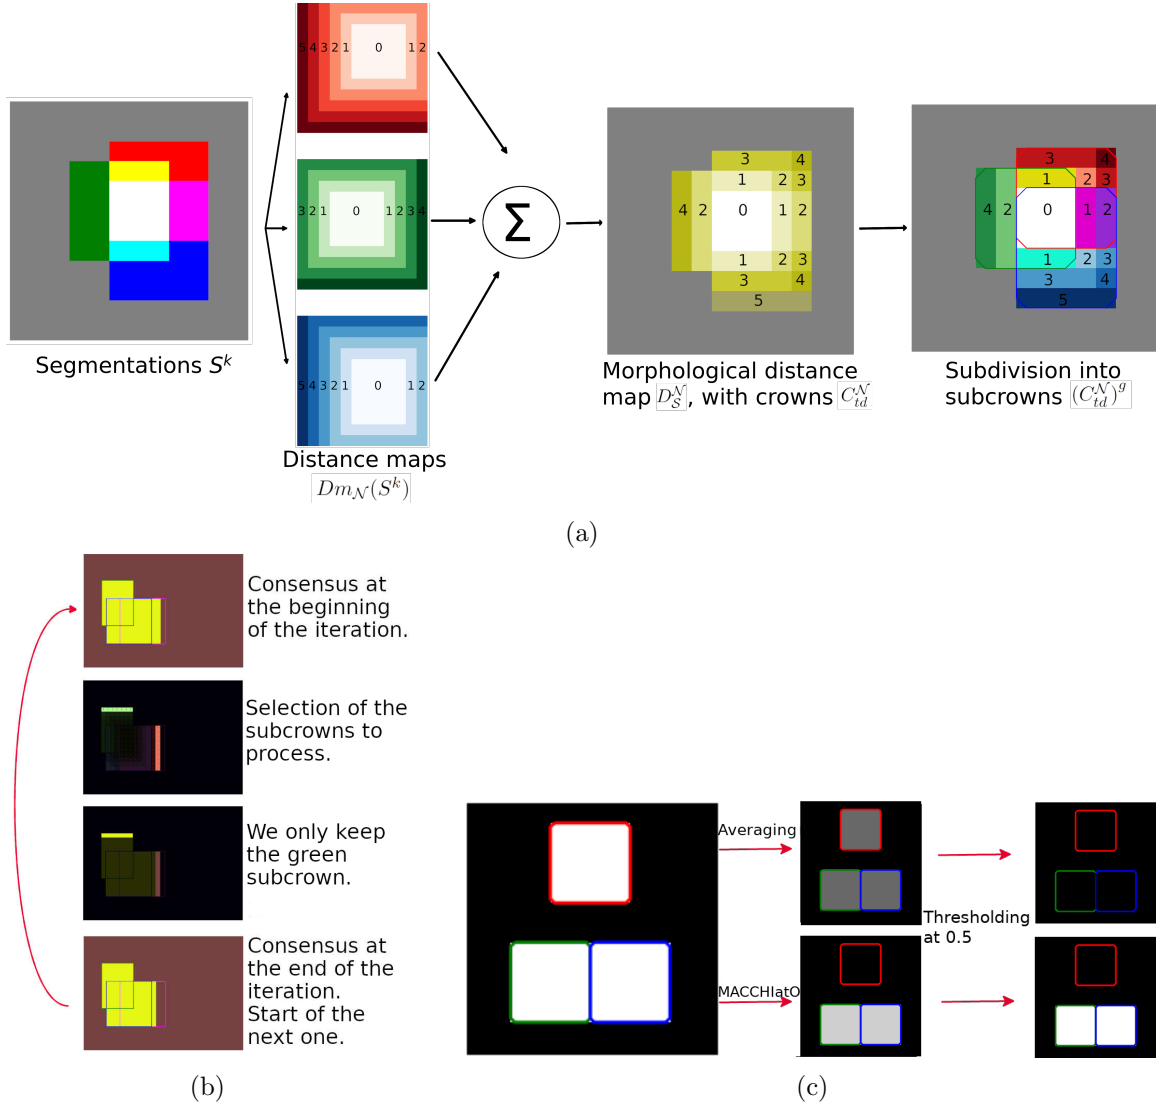 5 4 3 2 1 0 1 2
3 2 1 0 1 2 3 4
5 4 3 2 1 0 1 2
Σ
3 4
1 2 3
4 2 0 1 2
1 2 3
3 4
5
3 4
1 2 3
4 2 0 1 2
1 2 3
3 4
5
Segmentations S^k
Distance maps
Dm_𝒩(S^k)
Morphological distance
map D_𝒮^𝒩, with crowns C_{td}^𝒩
Subdivision into
subcrowns (C_{td}^𝒩)^g
(a)
Consensus at
the beginning
of the iteration.
Selection of the
subcrowns to
process.
We only keep
the green
subcrown.
Consensus at
the end of the
iteration.
Start of the
next one.
(b)
Averaging
MACCHIatO
Thresholding
at 0.5
(c)